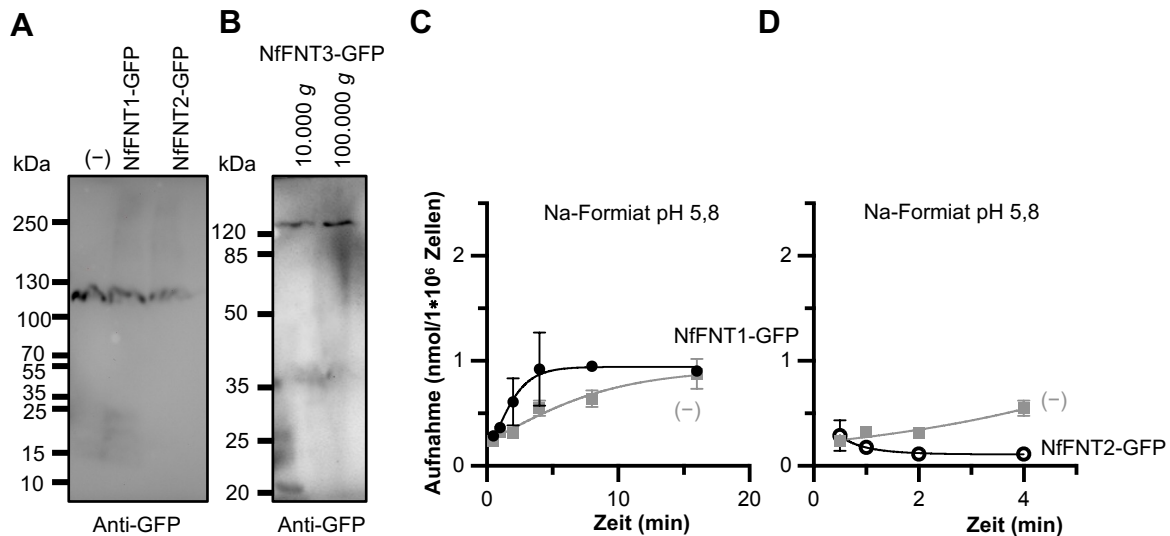 A
(−)
NfFNT1-GFP
NfFNT2-GFP
kDa
250
130
100
70
55
35
25
15
10
Anti-GFP
B
NfFNT3-GFP
10.000 g
100.000 g
kDa
120
85
50
35
25
20
Anti-GFP
C
Na-Formiat pH 5,8
Aufnahme (nmol/1*10⁶ Zellen)
2
1
0
NfFNT1-GFP
(−)
0 10 20
Zeit (min)
D
Na-Formiat pH 5,8
2
1
0
(−)
NfFNT2-GFP
0 2 4
Zeit (min)